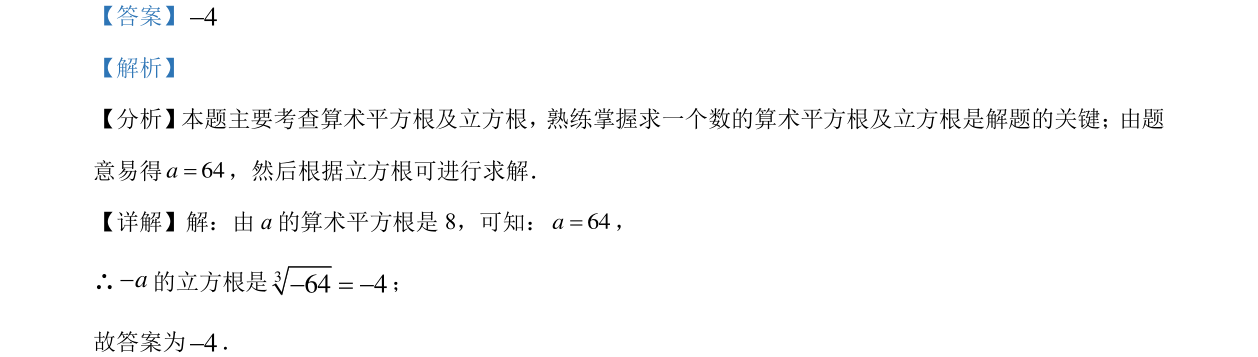 【答案】−4
【解析】
【分析】本题主要考查算术平方根及立方根，熟练掌握求一个数的算术平方根及立方根是解题的关键；由题
意易得 a = 64，然后根据立方根可进行求解．
【详解】解：由 a 的算术平方根是 8，可知：a = 64，
∴ −a 的立方根是 ∛−64 = −4；
故答案为 −4．